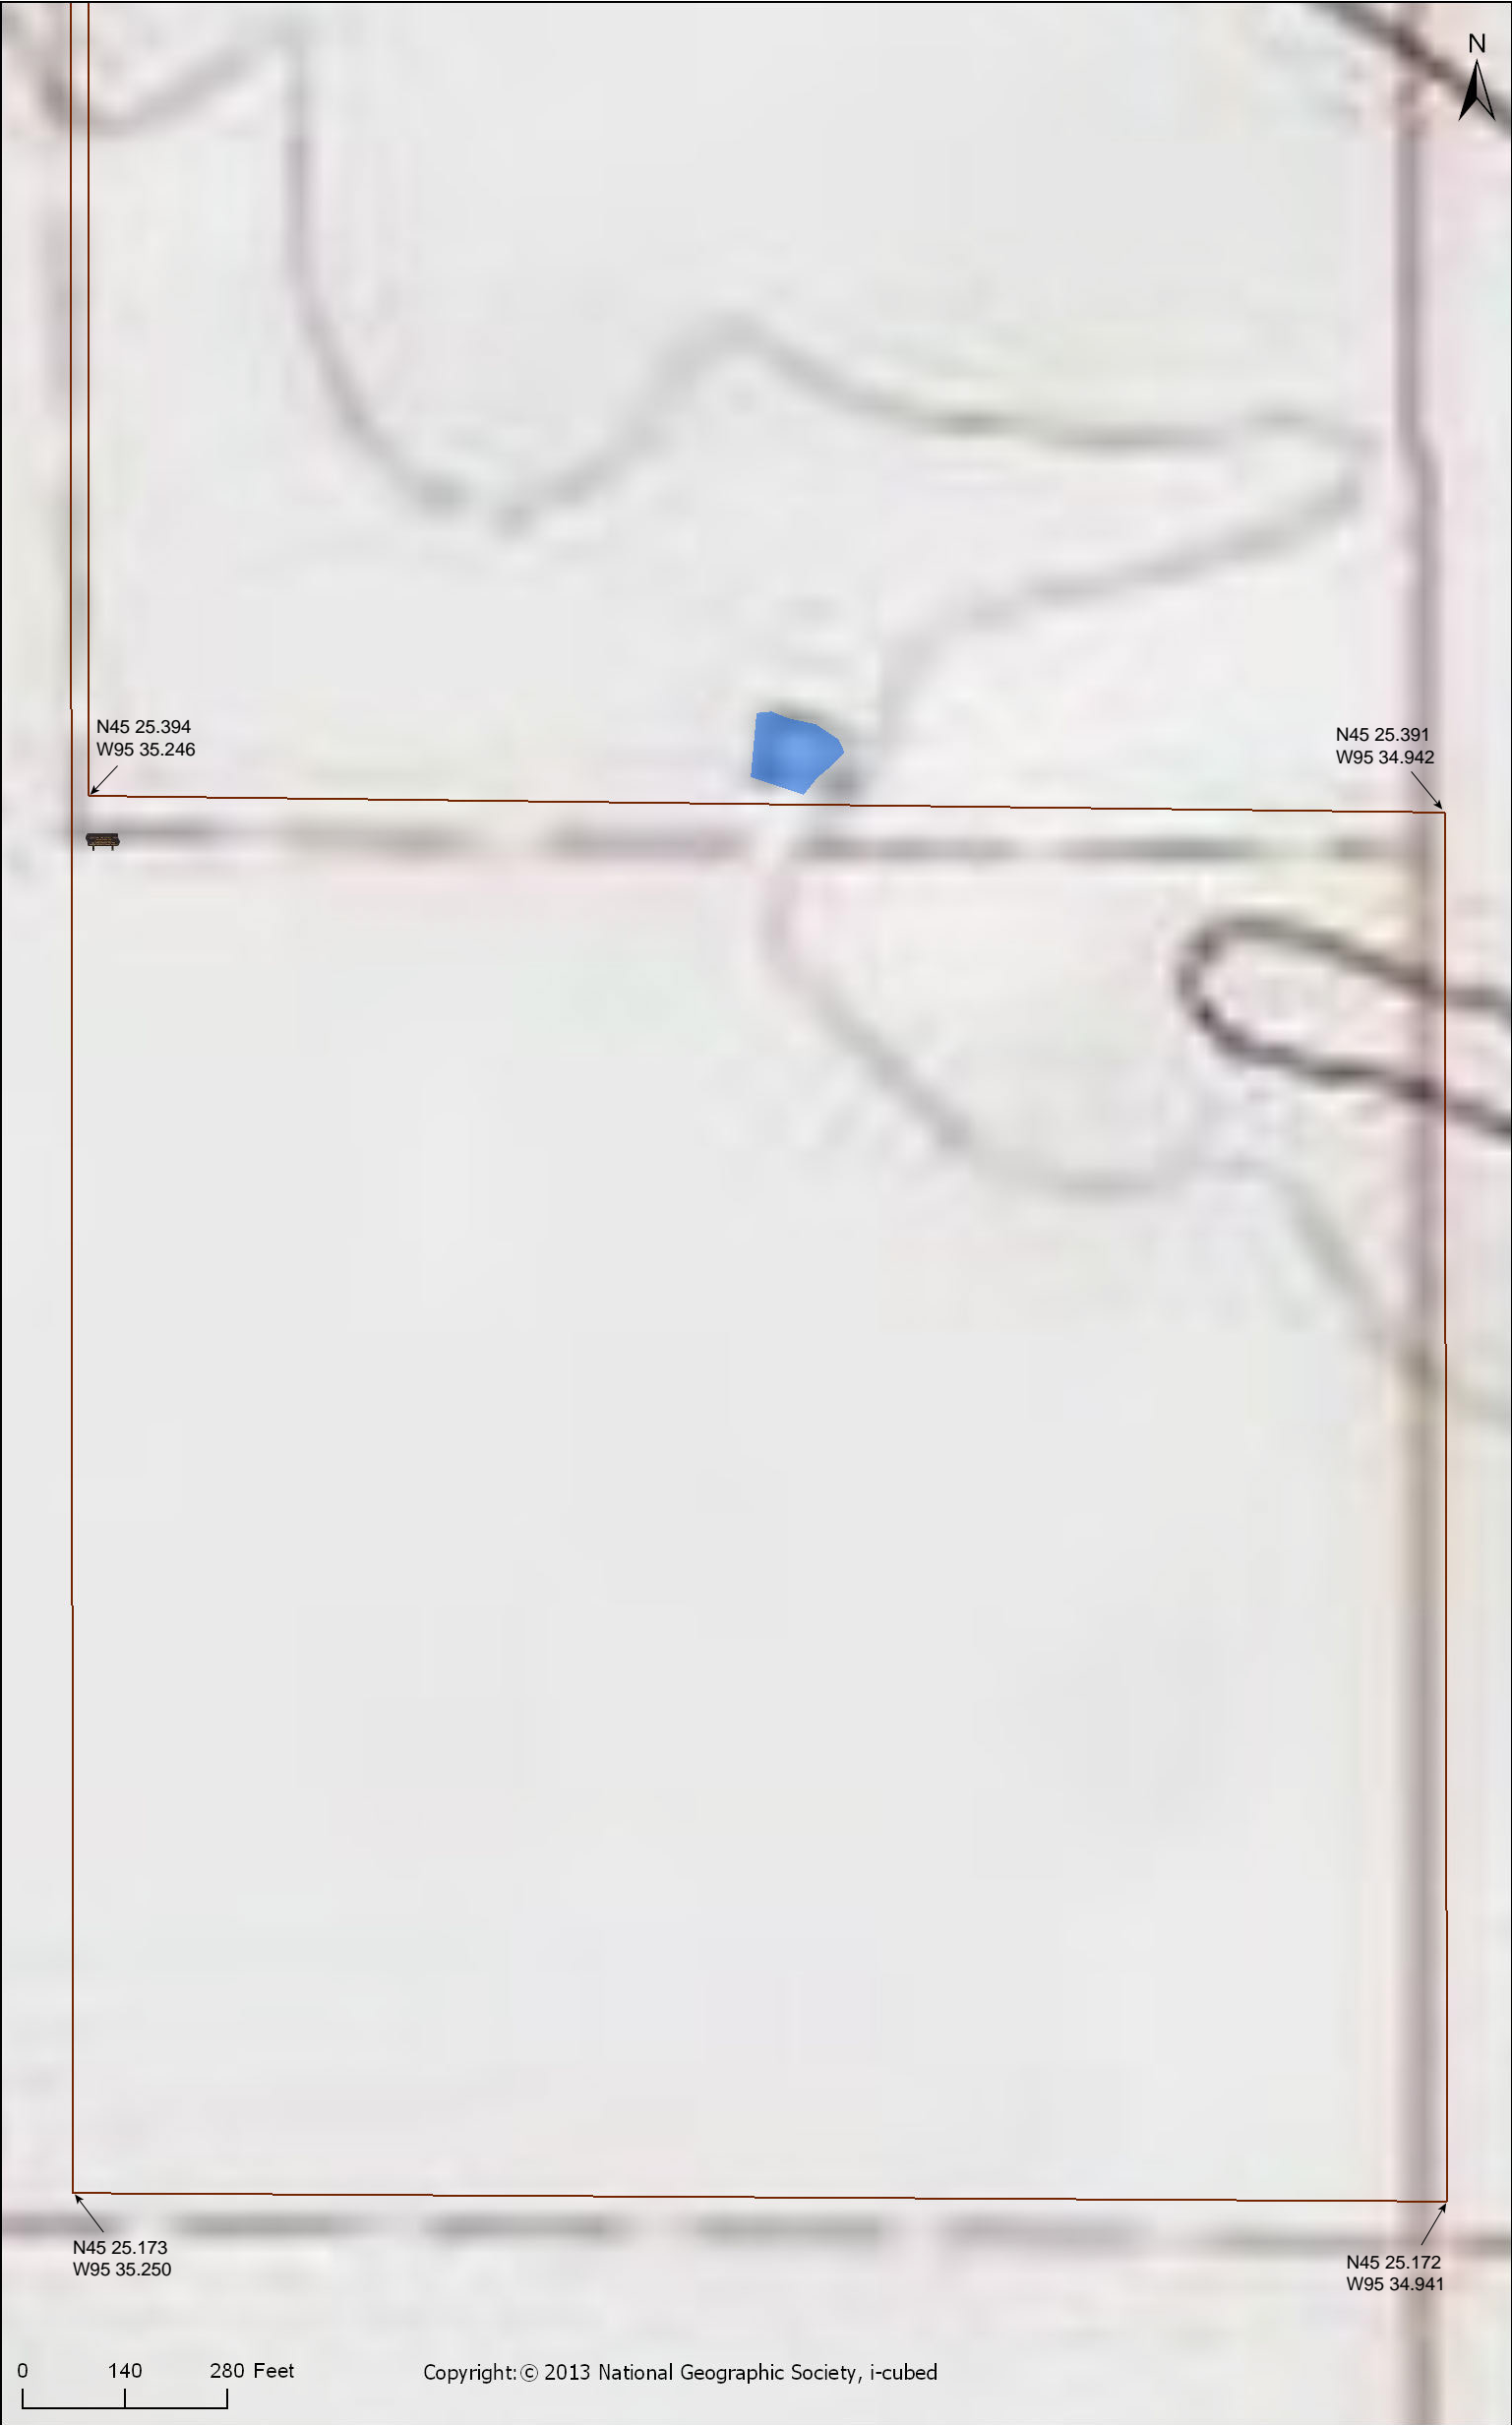 N
N45 25.394
W95 35.246
N45 25.391
W95 34.942
N45 25.173
W95 35.250
N45 25.172
W95 34.941
0 140 280 Feet
Copyright:© 2013 National Geographic Society, i-cubed